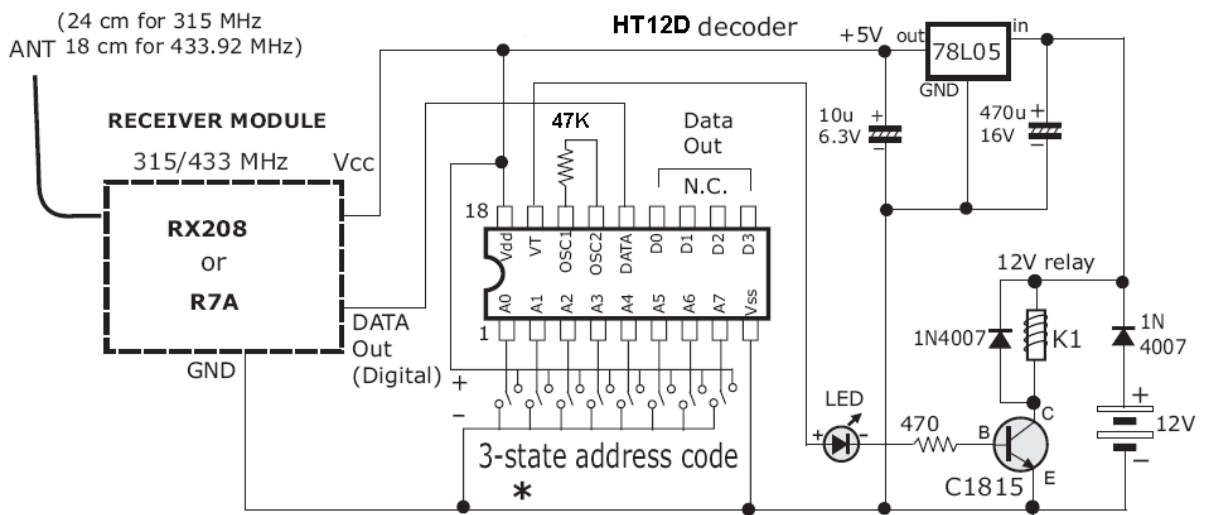 (24 cm for 315 MHz
ANT 18 cm for 433.92 MHz)
HT12D decoder
+5V out 78L05 in
GND
10u +
6.3V
-
470u +
16V
-
RECEIVER MODULE
315/433 MHz Vcc
RX208
or
R7A
DATA
Out
(Digital)
GND
47K
Data
Out
N.C.
18 Vdd VT OSC1 OSC2 DATA D0 D1 D2 D3
1 A0 A1 A2 A3 A4 A5 A6 A7 Vss
+
-
3-state address code
*
12V relay
1N4007 K1 1N
4007
LED
+ -
470
B C
E
C1815
+
12V
-